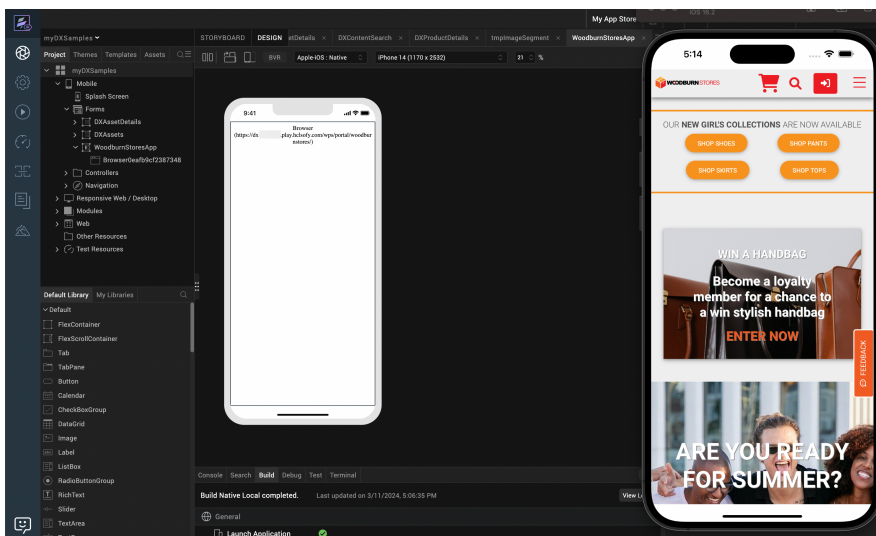 My App Store
iOS 16.2
myDXSamples
STORYBOARD DESIGN etDetails × DXContentSearch × DXProductDetails × tmpImageSegment × WoodburnStoresApp ×
Project Themes Templates Assets
BVR Apple-iOS : Native iPhone 14 (1170 x 2532) 21 %
myDXSamples
Mobile
Splash Screen
Forms
DXAssetDetails
DXAssets
WoodburnStoresApp
Browser0eafb9cf2387348
Controllers
Navigation
Responsive Web / Desktop
Modules
Web
Other Resources
Test Resources
Default Library My Libraries
Default
FlexContainer
FlexScrollContainer
Tab
TabPane
Button
Calendar
CheckBoxGroup
DataGrid
Image
Label
ListBox
RadioButtonGroup
RichText
Slider
TextArea
9:41
Browser
(https://dx .play.hclsofy.com/wps/portal/woodbur
nstores/)
Console Search Build Debug Test Terminal
Build Native Local completed. Last updated on 3/11/2024, 5:06:35 PM View L
General
Launch Application
5:14
WOODBURN STORES
OUR NEW GIRL'S COLLECTIONS ARE NOW AVAILABLE
SHOP SHOES SHOP PANTS
SHOP SKIRTS SHOP TOPS
WIN A HANDBAG
Become a loyalty
member for a chance to
a win stylish handbag
ENTER NOW
FEEDBACK
ARE YOU READY
FOR SUMMER?